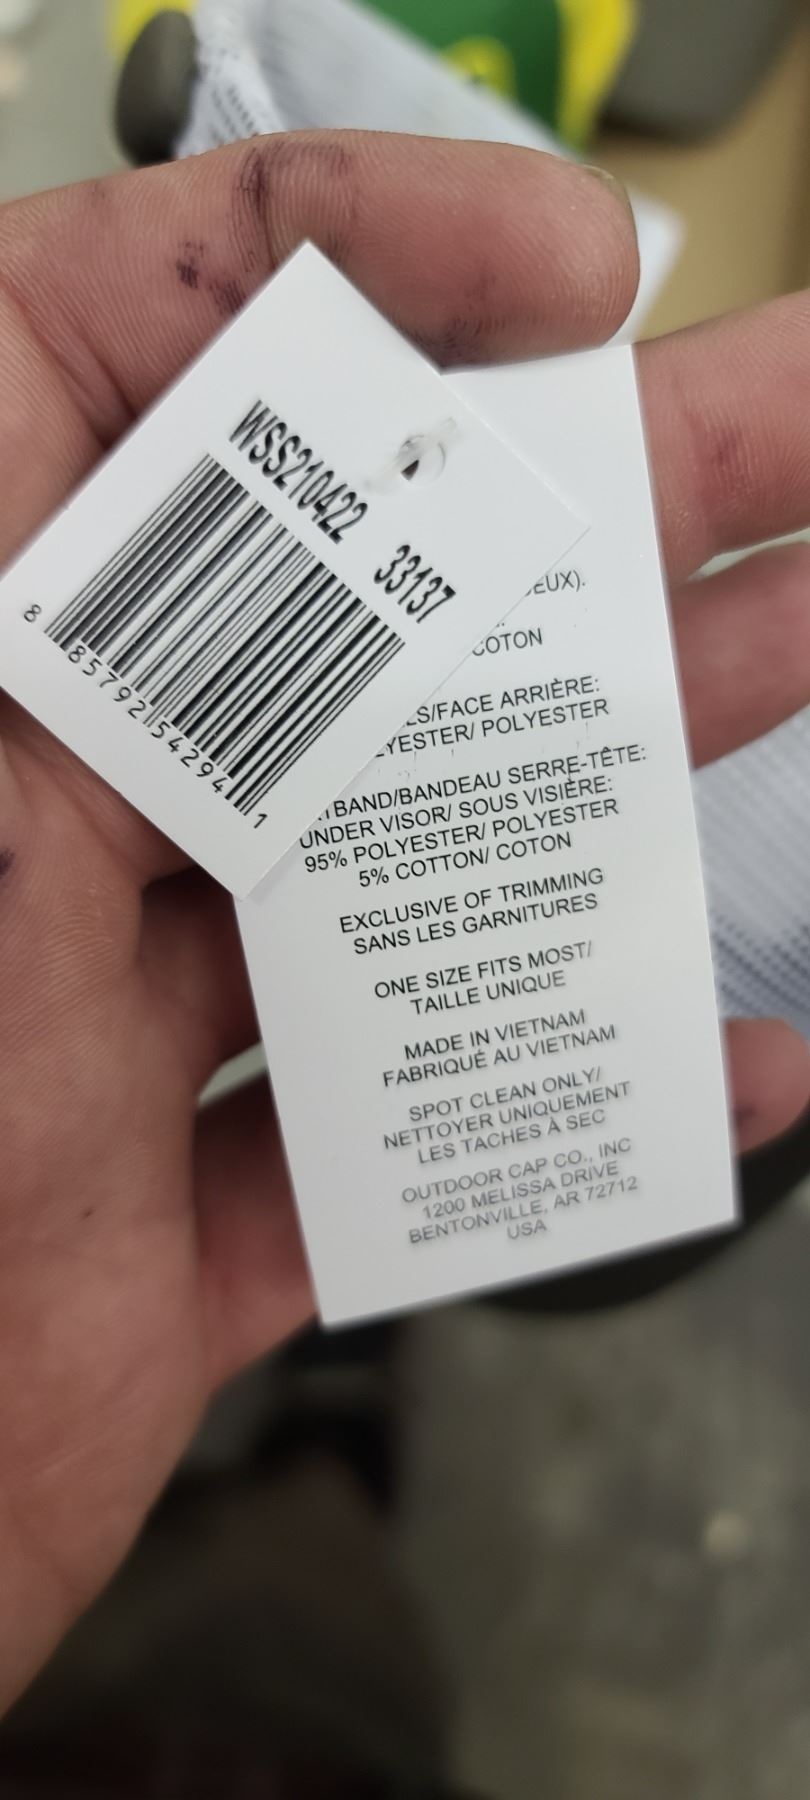 WSS210422 33137
8 85792 54294 1
COTON
FACE ARRIÈRE:
POLYESTER
BANDEAU SERRE-TÊTE:
UNDER VISOR/ SOUS VISIÈRE:
95% POLYESTER/ POLYESTER
5% COTTON/ COTON
EXCLUSIVE OF TRIMMING
SANS LES GARNITURES
ONE SIZE FITS MOST/
TAILLE UNIQUE
MADE IN VIETNAM
FABRIQUÉ AU VIETNAM
SPOT CLEAN ONLY/
NETTOYER UNIQUEMENT
LES TACHES À SEC
OUTDOOR CAP CO., INC
1200 MELISSA DRIVE
BENTONVILLE, AR 72712
USA